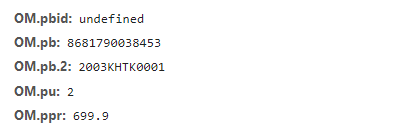 OM.pbid: undefined
OM.pb: 8681790038453
OM.pb.2: 2003KHTK0001
OM.pu: 2
OM.ppr: 699.9